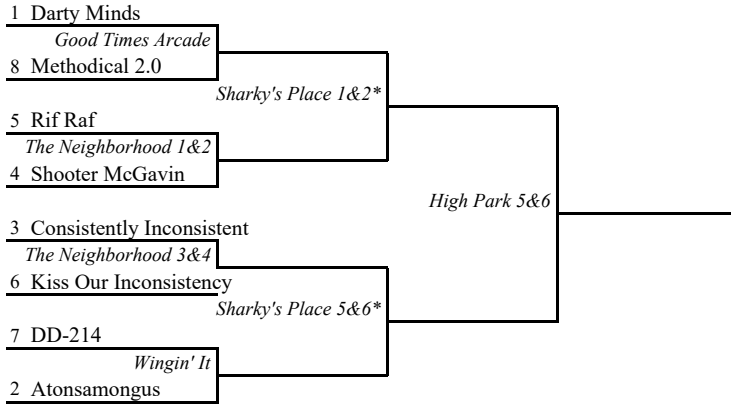 1 Darty Minds
Good Times Arcade
8 Methodical 2.0
Sharky's Place 1&2*
5 Rif Raf
The Neighborhood 1&2
4 Shooter McGavin
High Park 5&6
3 Consistently Inconsistent
The Neighborhood 3&4
6 Kiss Our Inconsistency
Sharky's Place 5&6*
7 DD-214
Wingin' It
2 Atonsamongus